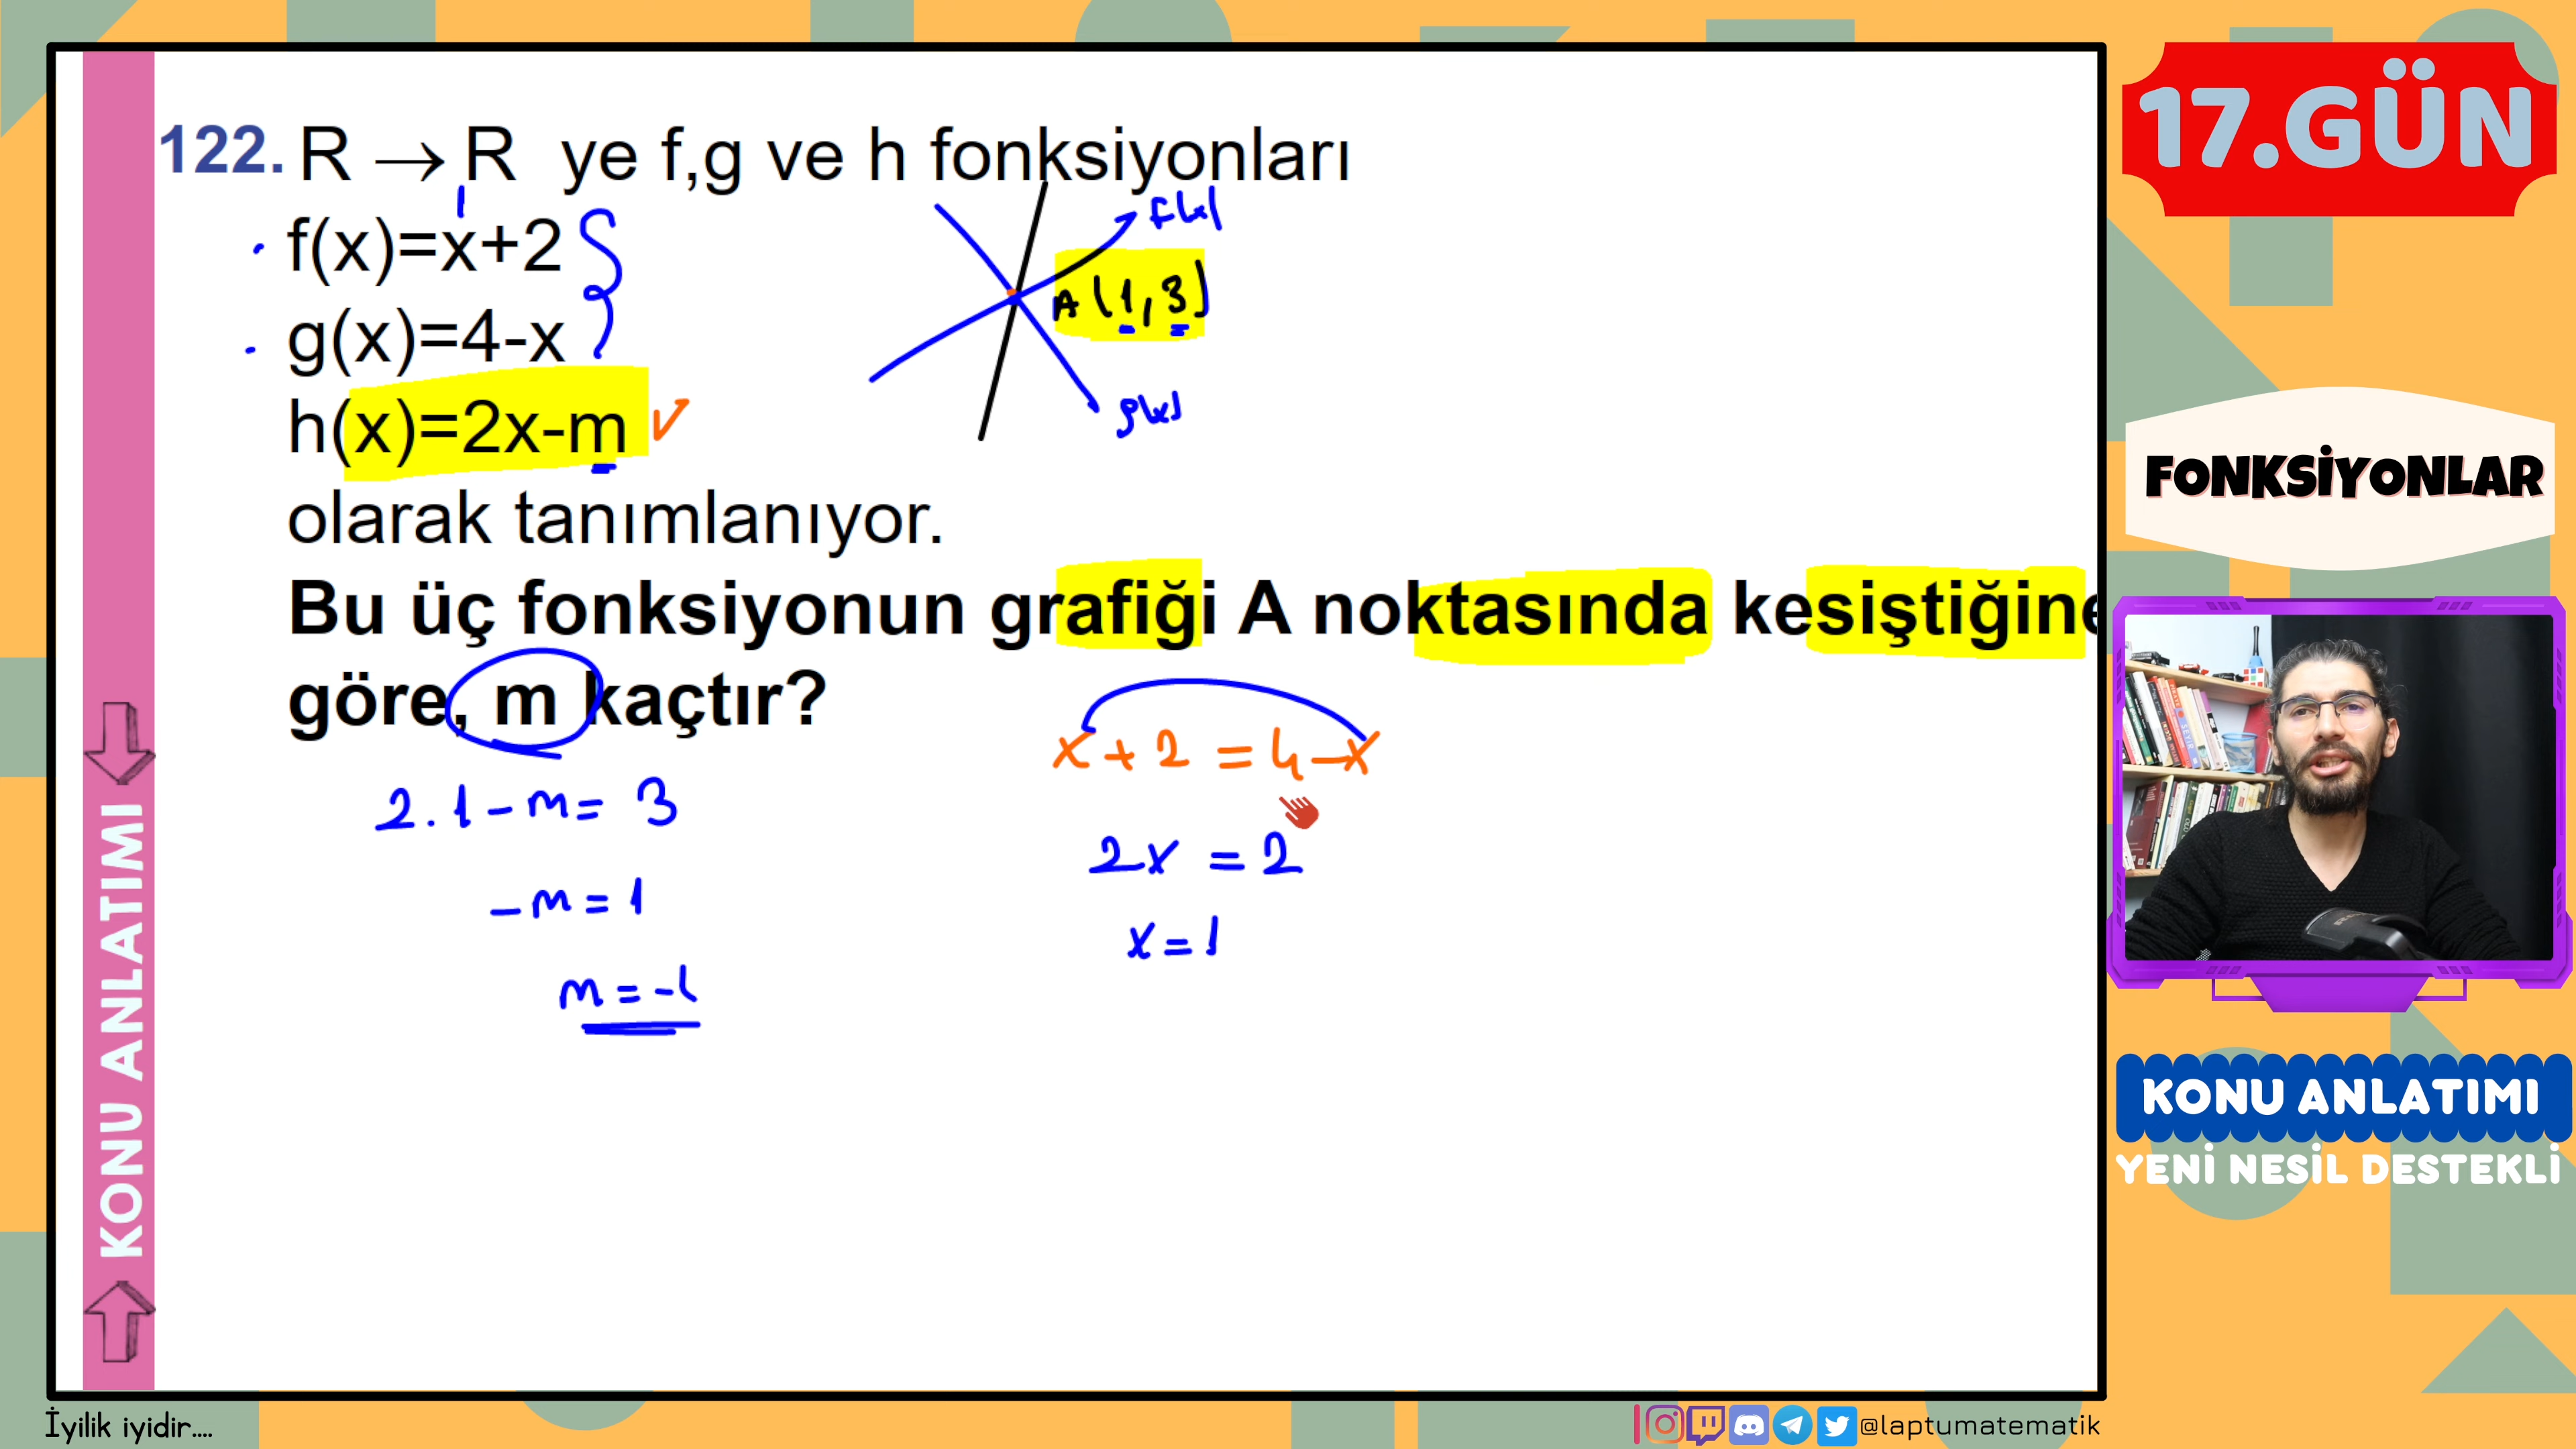 17.GÜN
122. R → R ye f,g ve h fonksiyonları
f(x)=x+2
g(x)=4-x
h(x)=2x-m
f(x)
A(1,3)
g(x)
olarak tanımlanıyor.
Bu üç fonksiyonun grafiği A noktasında kesiştiğine
göre, m kaçtır?
2.1-m=3
-m=1
m=-1
x+2=4-x
2x=2
x=1
KONU ANLATIMI
FONKSİYONLAR
KONU ANLATIMI
YENİ NESİL DESTEKLİ
İyilik iyidir....
@laptumatematik